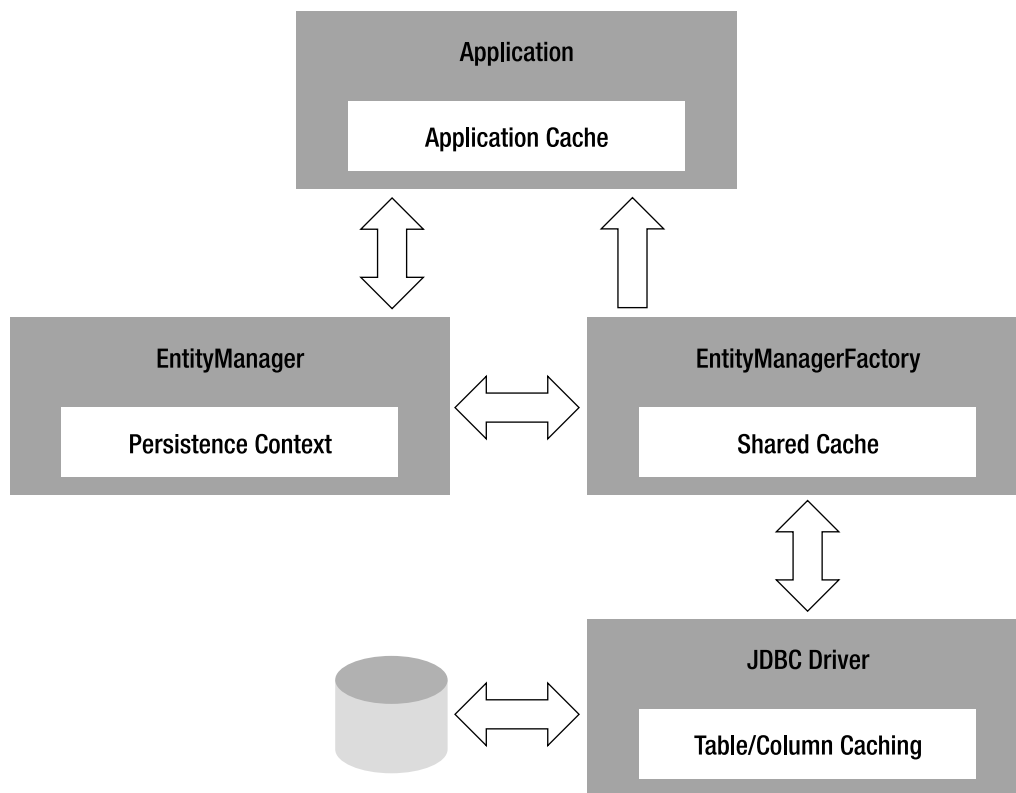 Application
Application Cache
EntityManager
EntityManagerFactory
Persistence Context
Shared Cache
JDBC Driver
Table/Column Caching